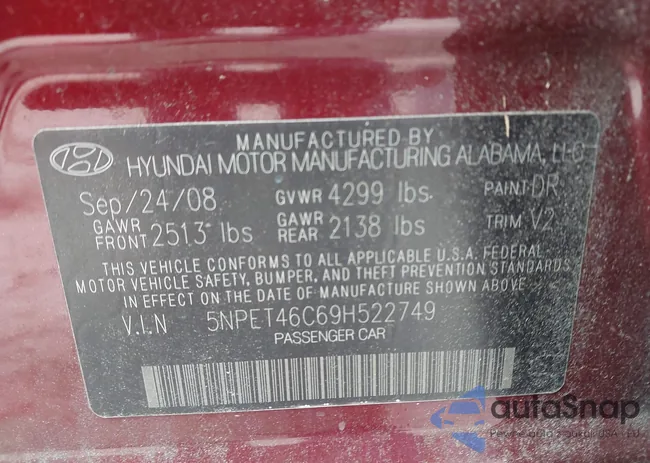 MANUFACTURED BY
HYUNDAI MOTOR MANUFACTURING ALABAMA, LLC
Sep/24/08 GVWR 4299 lbs. PAINT DR
GAWR FRONT 2513 lbs GAWR REAR 2138 lbs TRIM V2
THIS VEHICLE CONFORMS TO ALL APPLICABLE U.S.A. FEDERAL
MOTOR VEHICLE SAFETY, BUMPER, AND THEFT PREVENTION STANDARDS
IN EFFECT ON THE DATE OF MANUFACTURE SHOWN ABOVE.
V.I.N 5NPET46C69H522749
PASSENGER CAR
autoSnap